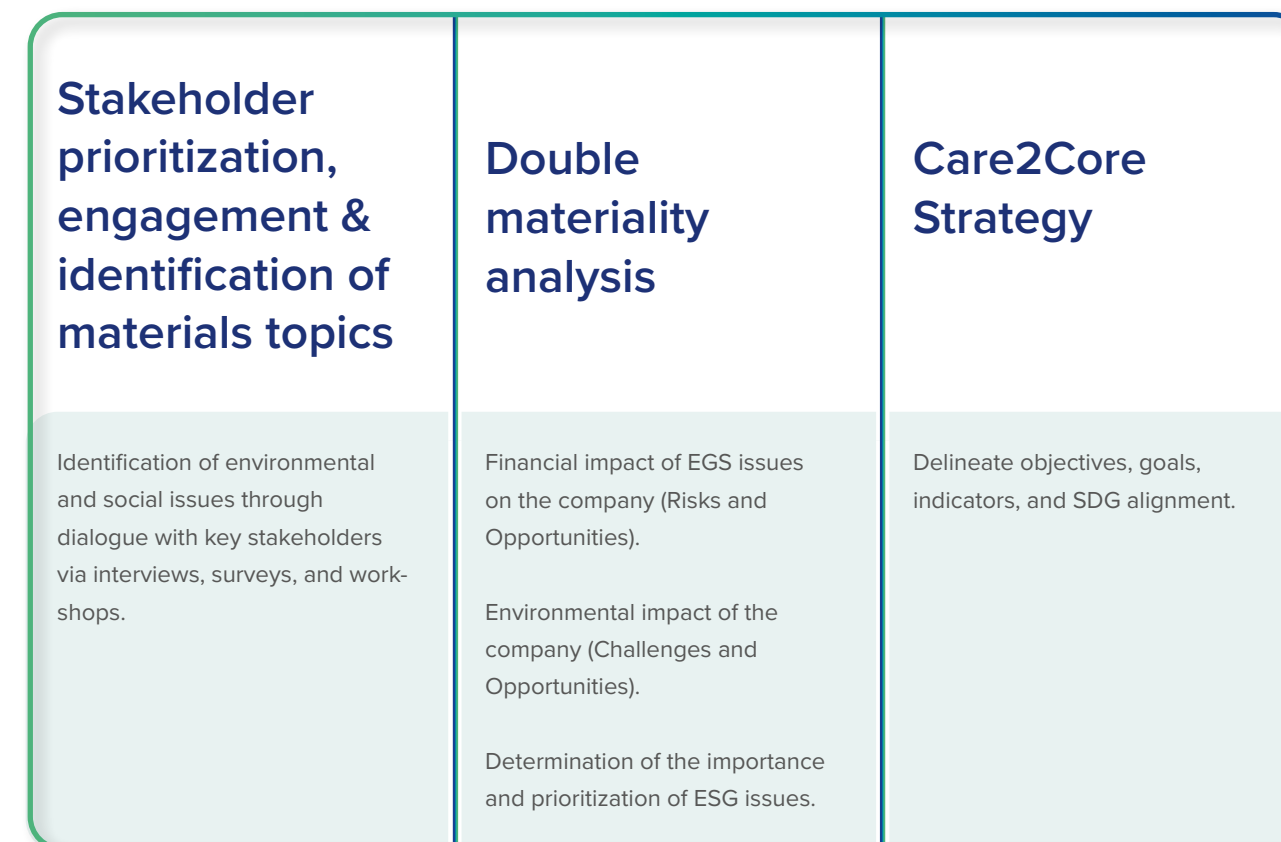 Stakeholder
prioritization,
engagement &
identification of
materials topics
Identification of environmental
and social issues through
dialogue with key stakeholders
via interviews, surveys, and work-
shops.
Double
materiality
analysis
Financial impact of EGS issues
on the company (Risks and
Opportunities).
Environmental impact of the
company (Challenges and
Opportunities).
Determination of the importance
and prioritization of ESG issues.
Care2Core
Strategy
Delineate objectives, goals,
indicators, and SDG alignment.